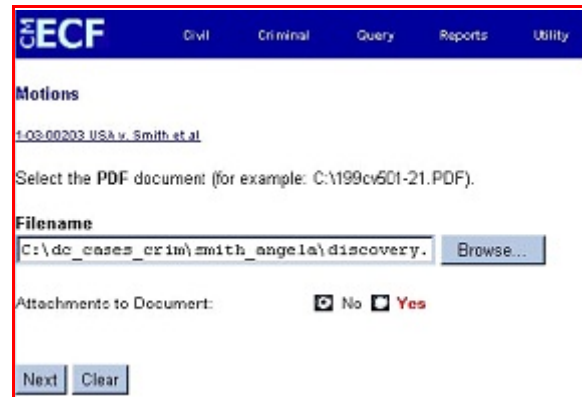 CM ECF Civil Criminal Query Reports Utility
Motions
1-03-00203 USA v. Smith et al
Select the PDF document (for example: C:\199cv501-21.PDF).
Filename
C:\dc_cases_crim\smith_angela\discovery. Browse...
Attachments to Document: No Yes
Next Clear